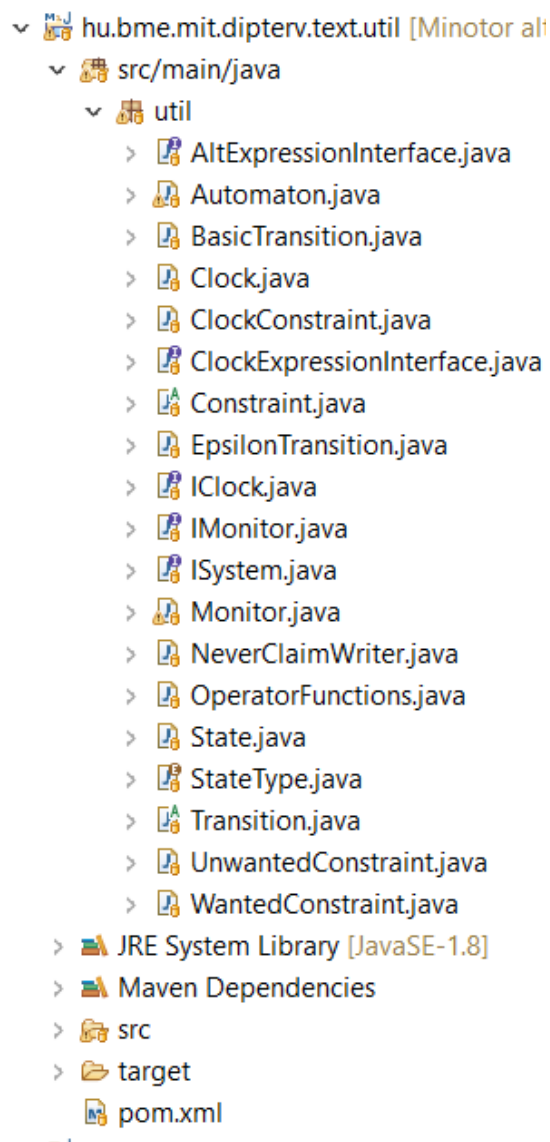 hu.bme.mit.dipterv.text.util [Minotor alt
src/main/java
util
AltExpressionInterface.java
Automaton.java
BasicTransition.java
Clock.java
ClockConstraint.java
ClockExpressionInterface.java
Constraint.java
EpsilonTransition.java
IClock.java
IMonitor.java
ISystem.java
Monitor.java
NeverClaimWriter.java
OperatorFunctions.java
State.java
StateType.java
Transition.java
UnwantedConstraint.java
WantedConstraint.java
JRE System Library [JavaSE-1.8]
Maven Dependencies
src
target
pom.xml